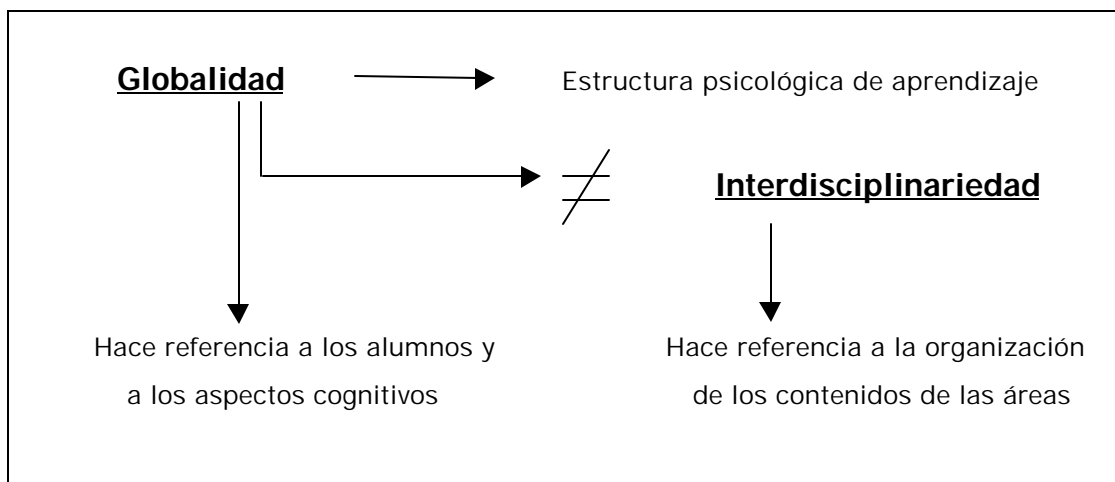 Globalidad
Estructura psicológica de aprendizaje
≠
Interdisciplinariedad
Hace referencia a los alumnos y
a los aspectos cognitivos
Hace referencia a la organización
de los contenidos de las áreas